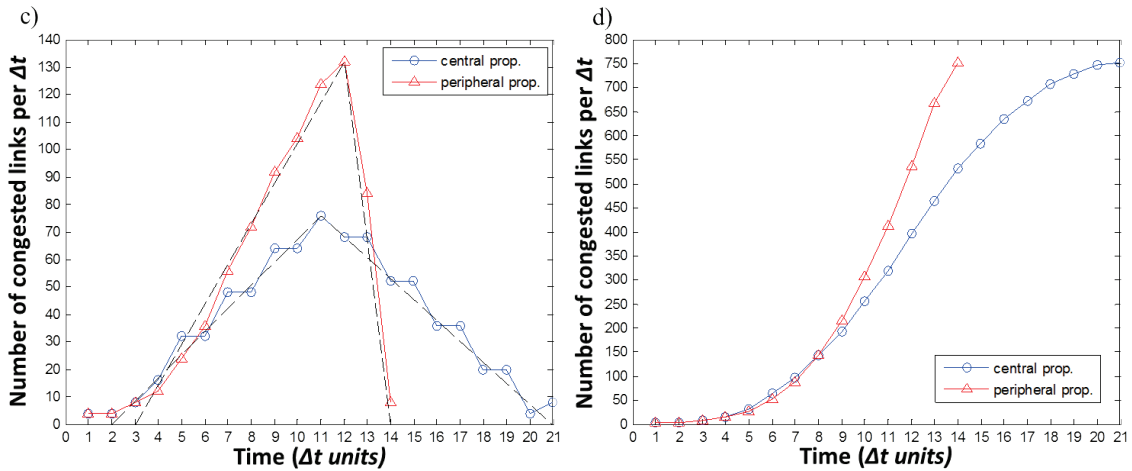 c)
Number of congested links per Δt
140
130
120
110
100
90
80
70
60
50
40
30
20
10
0
central prop.
peripheral prop.
0 1 2 3 4 5 6 7 8 9 10 11 12 13 14 15 16 17 18 19 20 21
Time (Δt units)
d)
Number of congested links per Δt
800
750
700
650
600
550
500
450
400
350
300
250
200
150
100
50
0
central prop.
peripheral prop.
0 1 2 3 4 5 6 7 8 9 10 11 12 13 14 15 16 17 18 19 20 21
Time (Δt units)